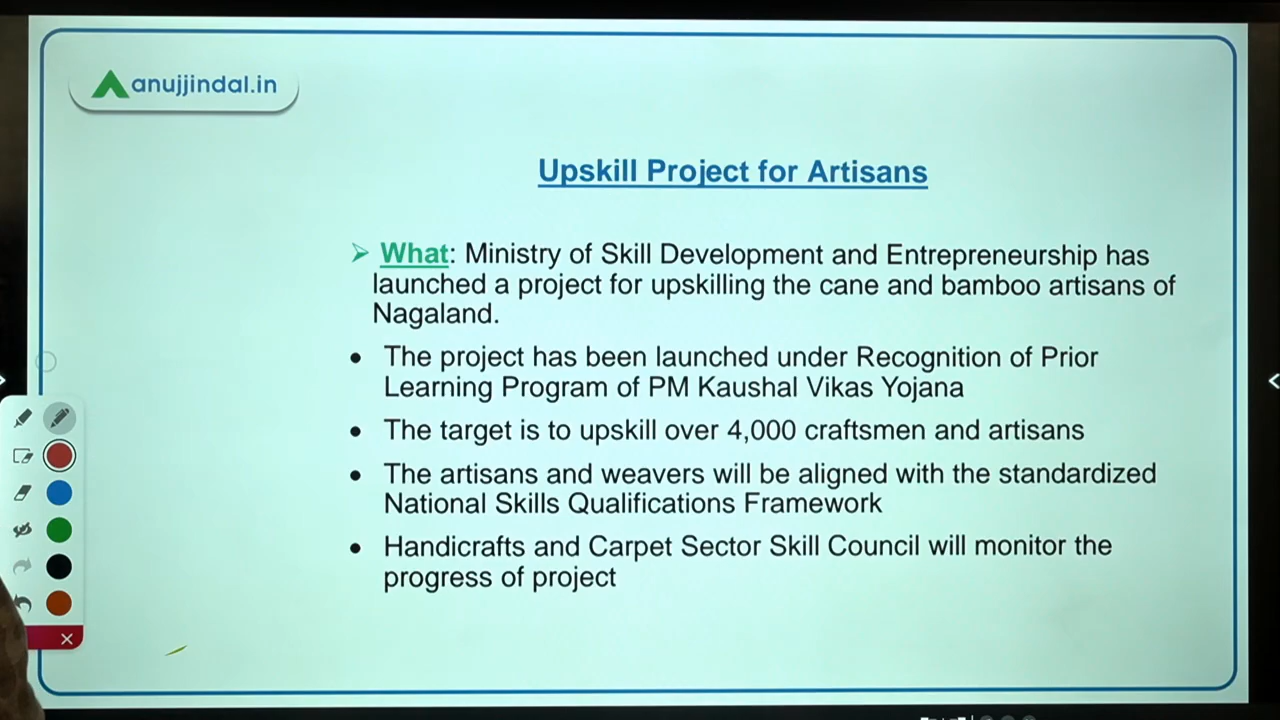 anujjindal.in
Upskill Project for Artisans
➢ What: Ministry of Skill Development and Entrepreneurship has
launched a project for upskilling the cane and bamboo artisans of
Nagaland.
• The project has been launched under Recognition of Prior
Learning Program of PM Kaushal Vikas Yojana
• The target is to upskill over 4,000 craftsmen and artisans
• The artisans and weavers will be aligned with the standardized
National Skills Qualifications Framework
• Handicrafts and Carpet Sector Skill Council will monitor the
progress of project